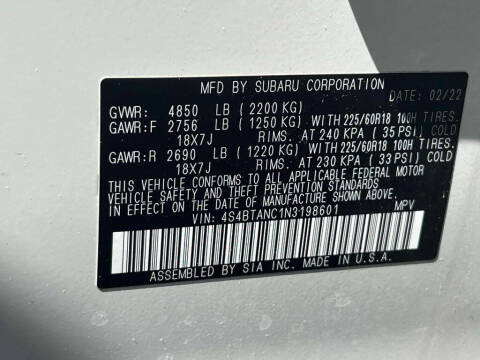 MFD BY SUBARU CORPORATION
DATE: 02/22
GVWR: 4850 LB (2200 KG)
GAWR:F 2756 LB (1250 KG) WITH 225/60R18 100H TIRES.
18X7J RIMS. AT 240 KPA (35 PSI) COLD
GAWR:R 2690 LB (1220 KG) WITH 225/60R18 100H TIRES.
18X7J RIMS. AT 230 KPA (33 PSI) COLD
THIS VEHICLE CONFORMS TO ALL APPLICABLE FEDERAL MOTOR
VEHICLE SAFETY AND THEFT PREVENTION STANDARDS
IN EFFECT ON THE DATE OF MANUFACTURE SHOWN ABOVE.
VIN: 4S4BTANC1N3198601 MPV
ASSEMBLED BY SIA INC. MADE IN U.S.A.